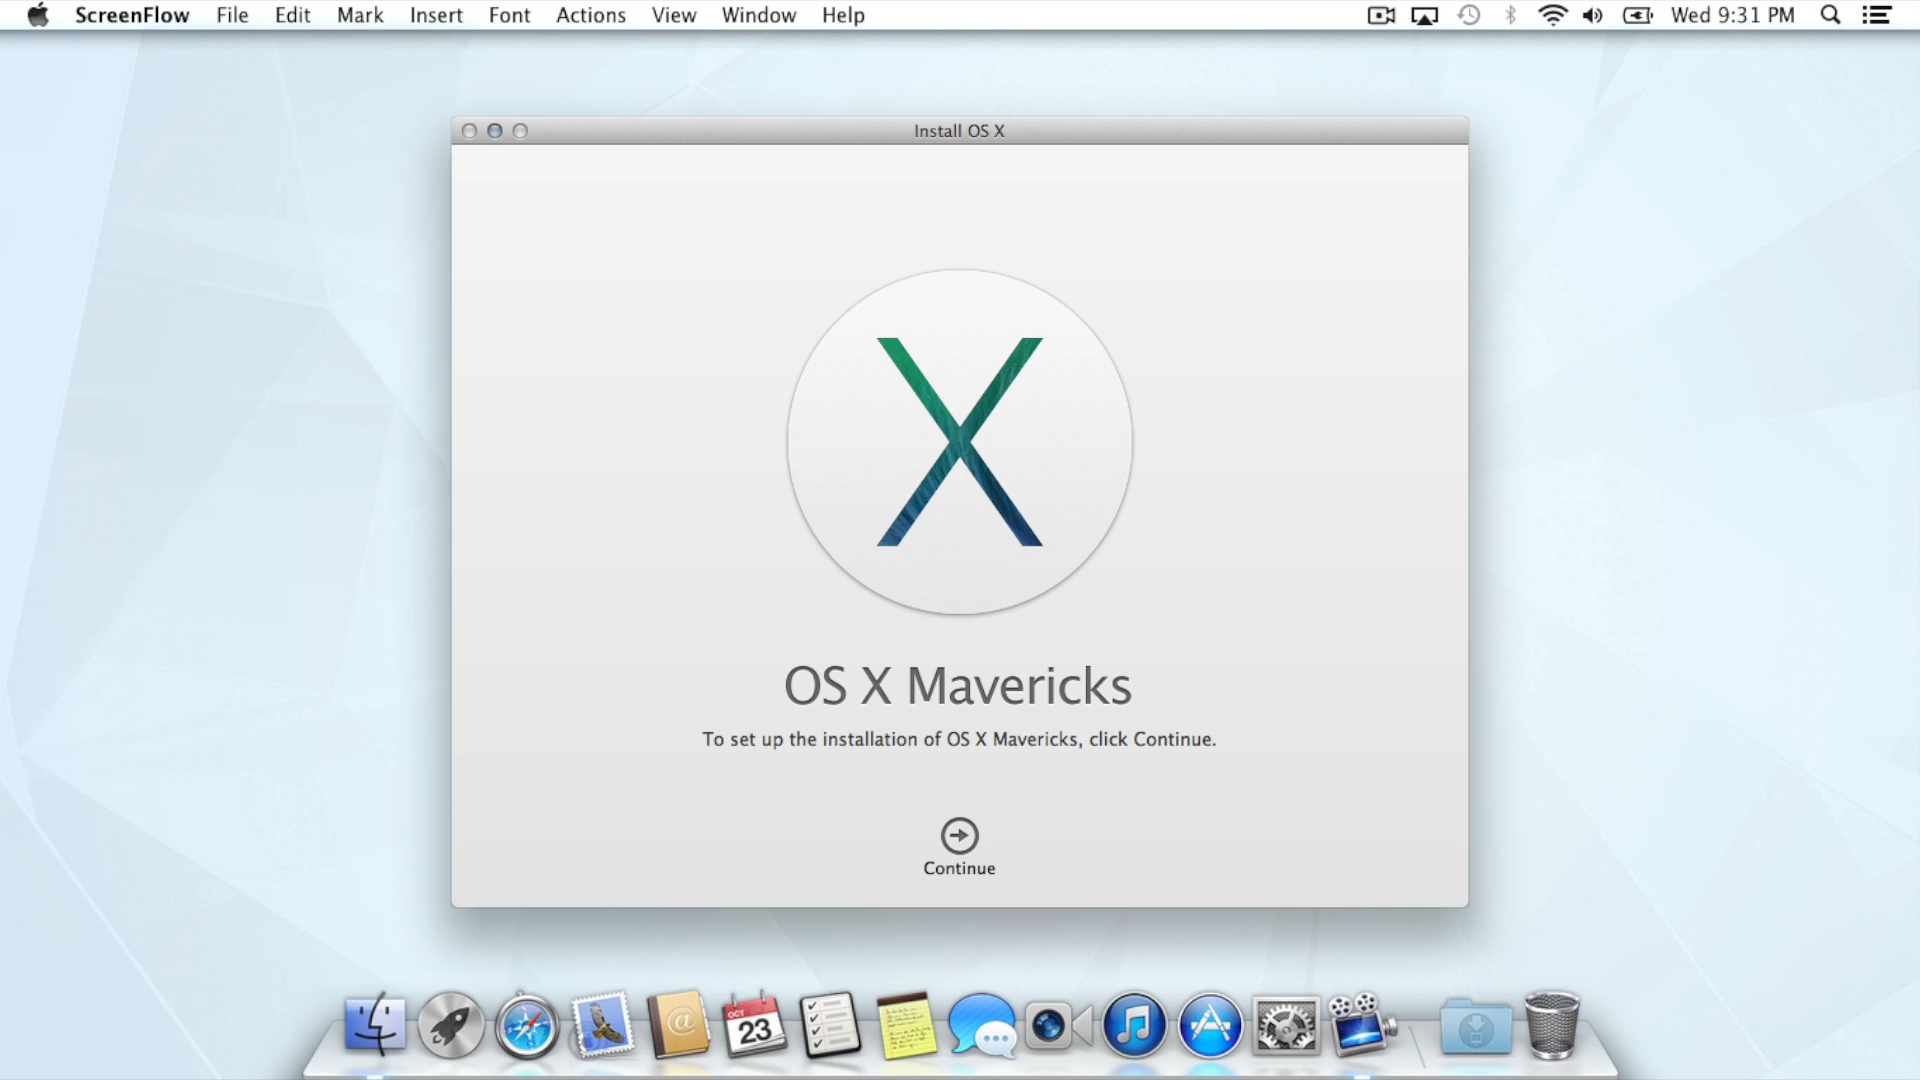 ScreenFlow File Edit Mark Insert Font Actions View Window Help Wed 9:31 PM
Install OS X
X
OS X Mavericks
To set up the installation of OS X Mavericks, click Continue.
Continue
OCT
23
@